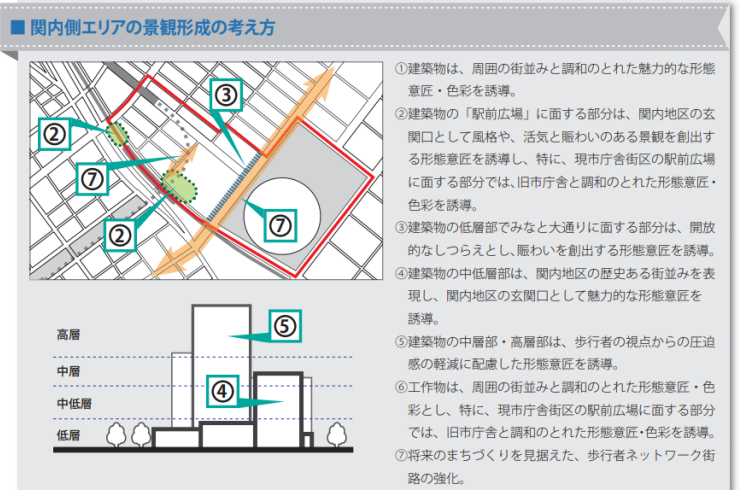 ■ 関内側エリアの景観形成の考え方
③
②
⑦
②
⑦
高層
中層
中低層
低層
⑤
④
①建築物は、周囲の街並みと調和のとれた魅力的な形態
意匠・色彩を誘導。
②建築物の「駅前広場」に面する部分は、関内地区の玄
関口として風格や、活気と賑わいのある景観を創出す
る形態意匠を誘導し、特に、現市庁舎街区の駅前広場
に面する部分では、旧市庁舎と調和のとれた形態意匠・
色彩を誘導。
③建築物の低層部でみなと大通りに面する部分は、開放
的なしつらえとし、賑わいを創出する形態意匠を誘導。
④建築物の中低層部は、関内地区の歴史ある街並みを表
現し、関内地区の玄関口として魅力的な形態意匠を
誘導。
⑤建築物の中層部・高層部は、歩行者の視点からの圧迫
感の軽減に配慮した形態意匠を誘導。
⑥工作物は、周囲の街並みと調和のとれた形態意匠・色
彩とし、特に、現市庁舎街区の駅前広場に面する部分
では、旧市庁舎と調和のとれた形態意匠・色彩を誘導。
⑦将来のまちづくりを見据えた、歩行者ネットワーク街
路の強化。